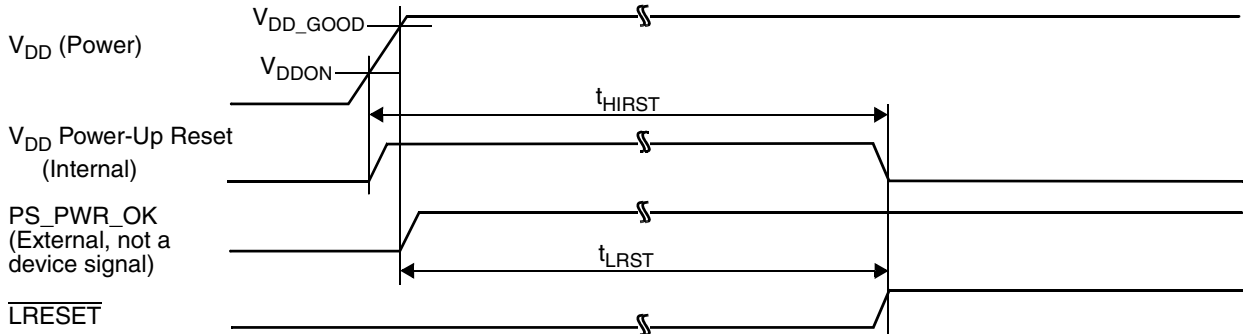 V_DD_GOOD
V_DD (Power)
V_DDON
t_HIRST
V_DD Power-Up Reset
(Internal)
PS_PWR_OK
(External, not a
device signal)
t_LRST
LRESET